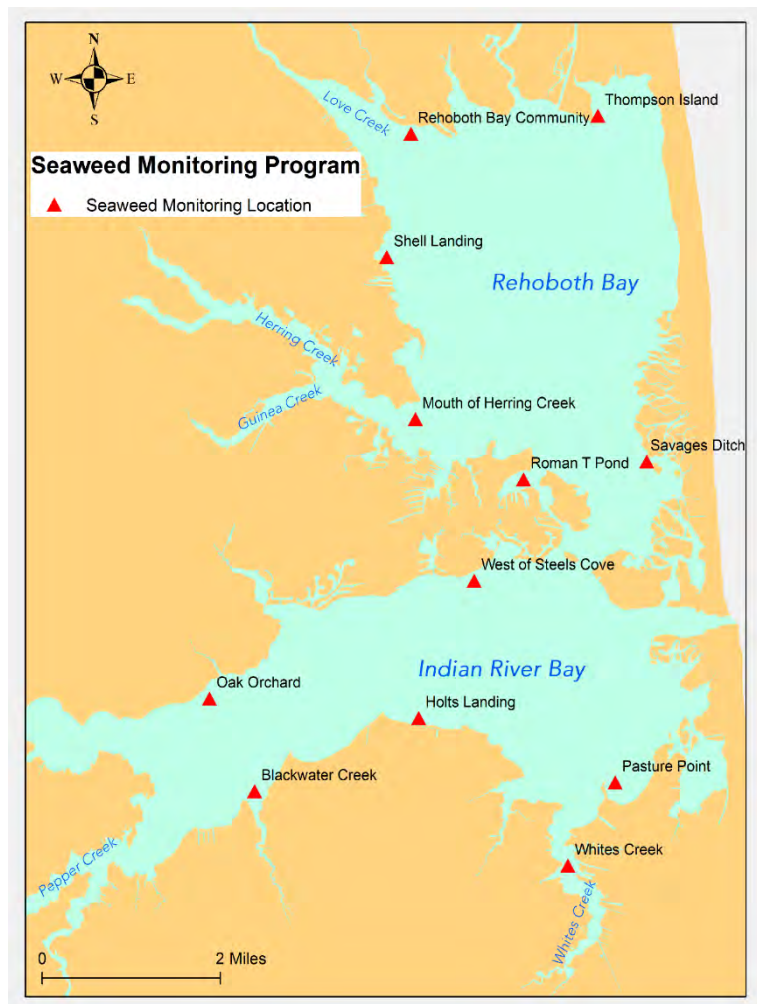 N
W
E
S
Love Creek
Thompson Island
Rehoboth Bay Community
Seaweed Monitoring Program
Seaweed Monitoring Location
Shell Landing
Rehoboth Bay
Herring Creek
Guinea Creek
Mouth of Herring Creek
Savages Ditch
Roman T Pond
West of Steels Cove
Indian River Bay
Oak Orchard
Holts Landing
Blackwater Creek
Pasture Point
Pepper Creek
Whites Creek
Whites Creek
0
2 Miles